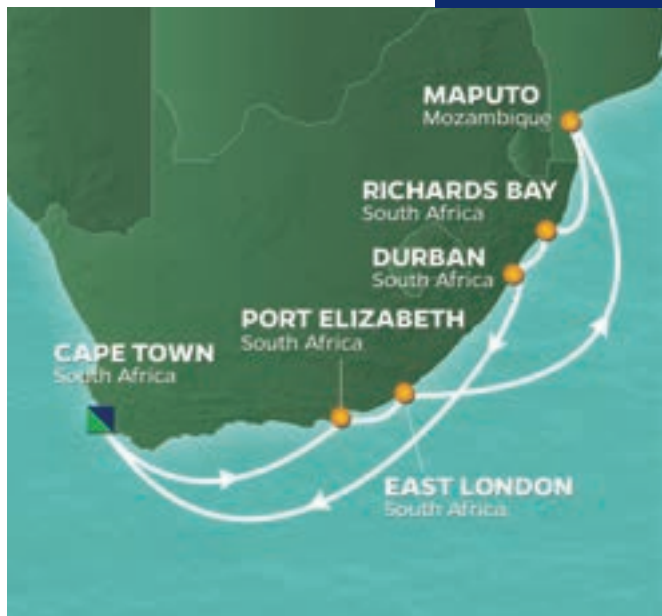 MAPUTO
Mozambique
RICHARDS BAY
South Africa
DURBAN
South Africa
PORT ELIZABETH
South Africa
CAPE TOWN
South Africa
EAST LONDON
South Africa